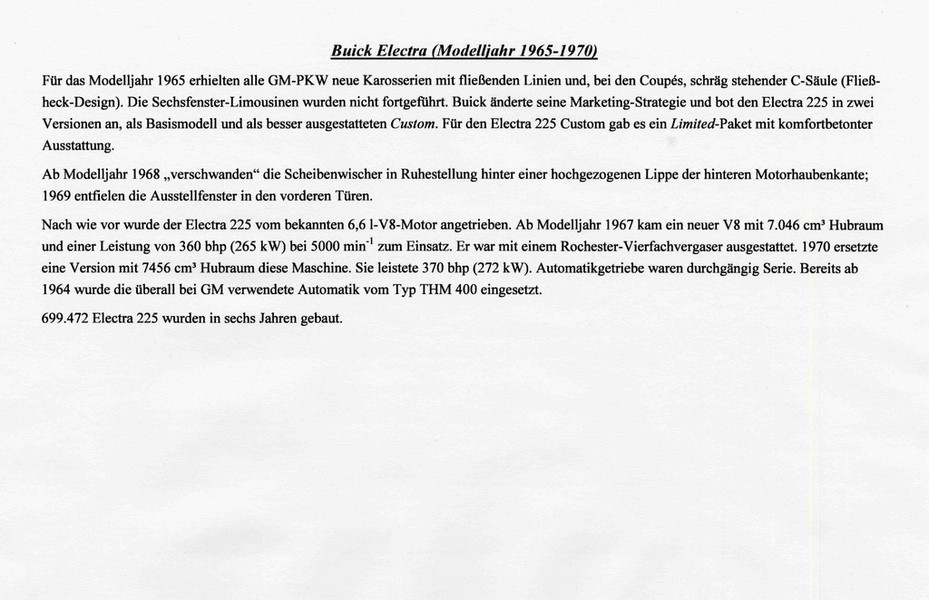 Buick Electra (Modelljahr 1965-1970)
Für das Modelljahr 1965 erhielten alle GM-PKW neue Karosserien mit fließenden Linien und, bei den Coupés, schräg stehender C-Säule (Fließ-
heck-Design). Die Sechsfenster-Limousinen wurden nicht fortgeführt. Buick änderte seine Marketing-Strategie und bot den Electra 225 in zwei
Versionen an, als Basismodell und als besser ausgestatteten Custom. Für den Electra 225 Custom gab es ein Limited-Paket mit komfortbetonter
Ausstattung.
Ab Modelljahr 1968 „verschwanden“ die Scheibenwischer in Ruhestellung hinter einer hochgezogenen Lippe der hinteren Motorhaubenkante;
1969 entfielen die Ausstellfenster in den vorderen Türen.
Nach wie vor wurde der Electra 225 vom bekannten 6,6 l-V8-Motor angetrieben. Ab Modelljahr 1967 kam ein neuer V8 mit 7.046 cm³ Hubraum
und einer Leistung von 360 bhp (265 kW) bei 5000 min⁻¹ zum Einsatz. Er war mit einem Rochester-Vierfachvergaser ausgestattet. 1970 ersetzte
eine Version mit 7456 cm³ Hubraum diese Maschine. Sie leistete 370 bhp (272 kW). Automatikgetriebe waren durchgängig Serie. Bereits ab
1964 wurde die überall bei GM verwendete Automatik vom Typ THM 400 eingesetzt.
699.472 Electra 225 wurden in sechs Jahren gebaut.